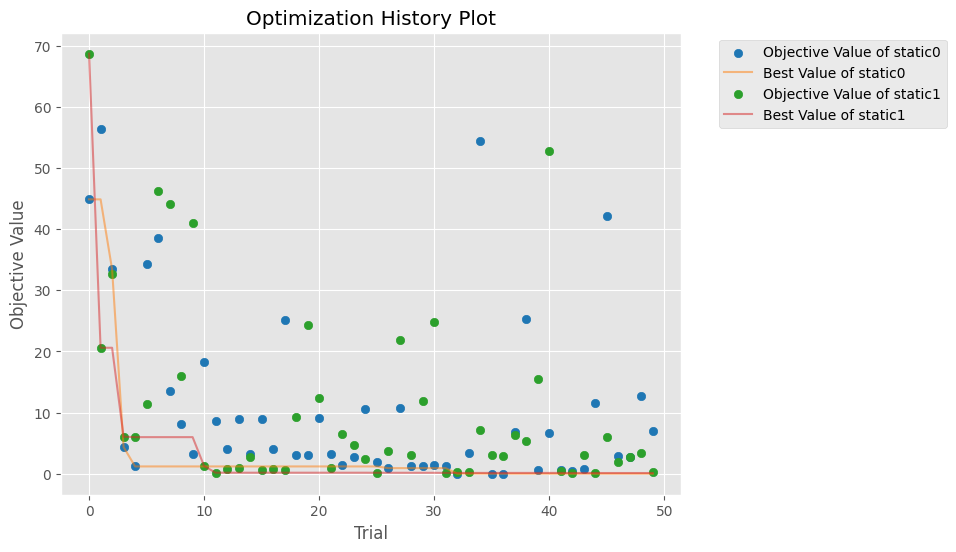 Optimization History Plot
Objective Value of static0
Best Value of static0
Objective Value of static1
Best Value of static1
Objective Value
70
60
50
40
30
20
10
0
0 10 20 30 40 50
Trial